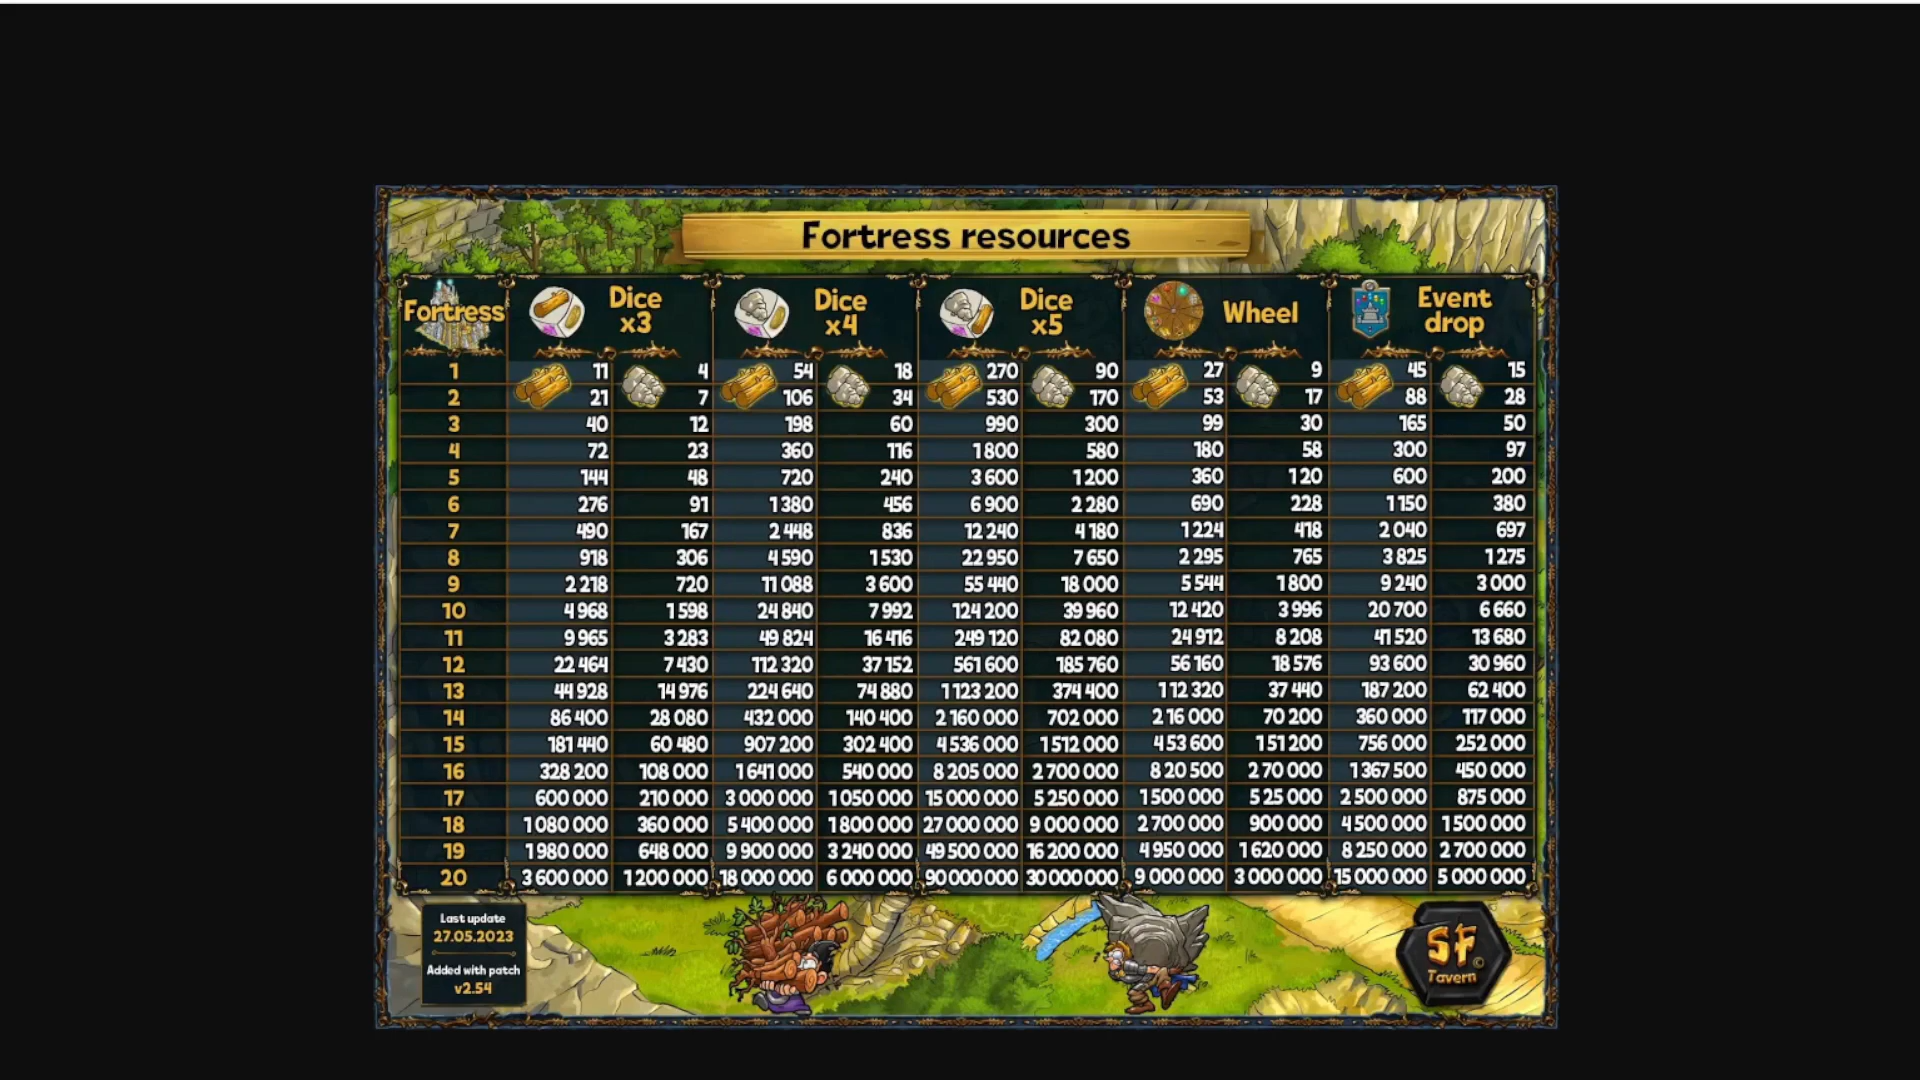 Fortress resources
Fortress Dice x3 Dice x4 Dice x5 Wheel Event drop
1 11 4 54 18 270 90 27 9 45 15
2 21 7 106 34 530 170 53 17 88 28
3 40 12 198 60 990 300 99 30 165 50
4 72 23 360 116 1 800 580 180 58 300 97
5 144 48 720 240 3 600 1 200 360 120 600 200
6 276 91 1 380 456 6 900 2 280 690 228 1 150 380
7 490 167 2 448 836 12 240 4 180 1 224 418 2 040 697
8 918 306 4 590 1 530 22 950 7 650 2 295 765 3 825 1 275
9 2 218 720 11 088 3 600 55 440 18 000 5 544 1 800 9 240 3 000
10 4 968 1 598 24 840 7 992 124 200 39 960 12 420 3 996 20 700 6 660
11 9 965 3 283 49 824 16 416 249 120 82 080 24 912 8 208 41 520 13 680
12 22 464 7 430 112 320 37 152 561 600 185 760 56 160 18 576 93 600 30 960
13 44 928 14 976 224 640 74 880 1 123 200 374 400 112 320 37 440 187 200 62 400
14 86 400 28 080 432 000 140 400 2 160 000 702 000 216 000 70 200 360 000 117 000
15 181 440 60 480 907 200 302 400 4 536 000 1 512 000 453 600 151 200 756 000 252 000
16 328 200 108 000 1 641 000 540 000 8 205 000 2 700 000 820 500 270 000 1 367 500 450 000
17 600 000 210 000 3 000 000 1 050 000 15 000 000 5 250 000 1 500 000 525 000 2 500 000 875 000
18 1 080 000 360 000 5 400 000 1 800 000 27 000 000 9 000 000 2 700 000 900 000 4 500 000 1 500 000
19 1 980 000 648 000 9 900 000 3 240 000 49 500 000 16 200 000 4 950 000 1 620 000 8 250 000 2 700 000
20 3 600 000 1 200 000 18 000 000 6 000 000 90 000 000 30 000 000 9 000 000 3 000 000 15 000 000 5 000 000
Last update
27.05.2023
Added with patch
v2.54
SF ©
Tavern